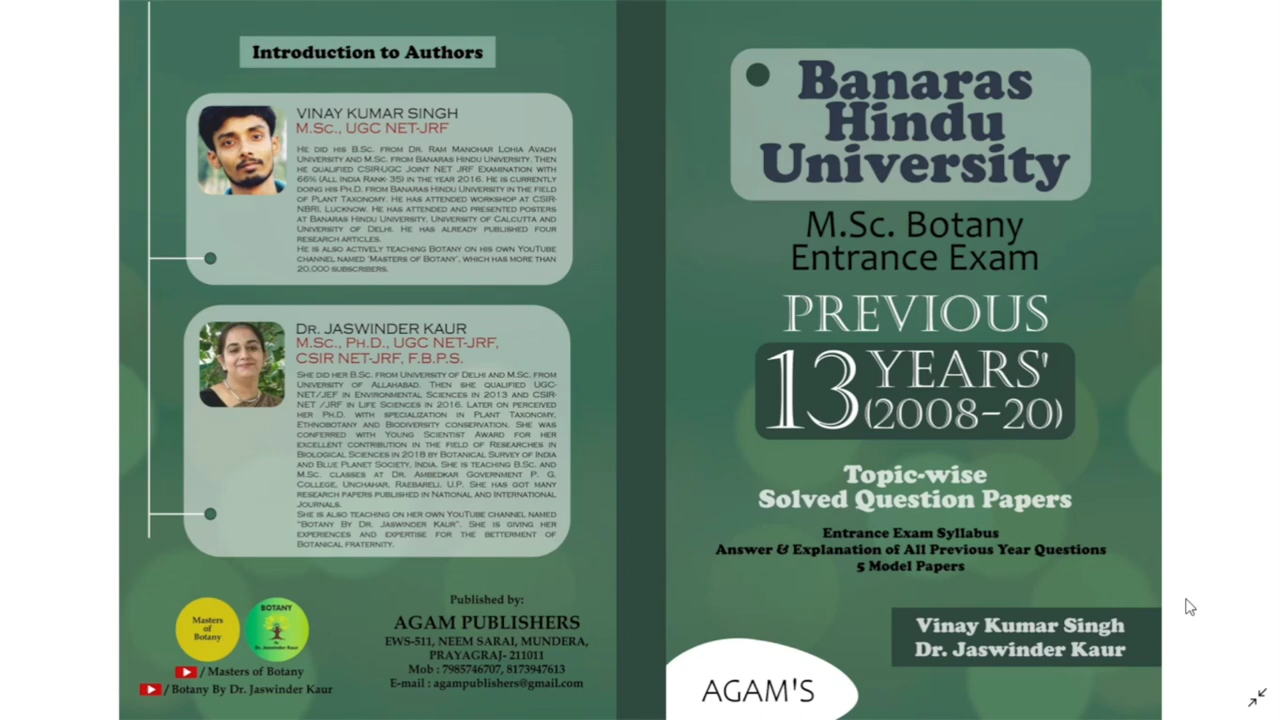 Introduction to Authors
VINAY KUMAR SINGH
M.SC., UGC NET-JRF
HE DID HIS B.SC. FROM DR. RAM MANOHAR LOHIA AVADH
UNIVERSITY AND M.SC. FROM BANARAS HINDU UNIVERSITY. THEN
HE QUALIFIED CSIR-UGC JOINT NET JRF EXAMINATION WITH
66% (ALL INDIA RANK- 35) IN THE YEAR 2016. HE IS CURRENTLY
DOING HIS PH.D. FROM BANARAS HINDU UNIVERSITY IN THE FIELD
OF PLANT TAXONOMY. HE HAS ATTENDED WORKSHOP AT CSIR-
NBRI, LUCKNOW. HE HAS ATTENDED AND PRESENTED POSTERS
AT BANARAS HINDU UNIVERSITY, UNIVERSITY OF CALCUTTA AND
UNIVERSITY OF DELHI. HE HAS ALREADY PUBLISHED FOUR
RESEARCH ARTICLES.
HE IS ALSO ACTIVELY TEACHING BOTANY ON HIS OWN YOUTUBE
CHANNEL NAMED 'MASTERS OF BOTANY', WHICH HAS MORE THAN
20,000 SUBSCRIBERS.
DR. JASWINDER KAUR
M.SC., PH.D., UGC NET-JRF,
CSIR NET-JRF, F.B.P.S.
SHE DID HER B.SC. FROM UNIVERSITY OF DELHI AND M.SC. FROM
UNIVERSITY OF ALLAHABAD. THEN SHE QUALIFIED UGC-
NET/JEF IN ENVIRONMENTAL SCIENCES IN 2013 AND CSIR-
NET /JRF IN LIFE SCIENCES IN 2016. LATER ON PERCEIVED
HER PH.D. WITH SPECIALIZATION IN PLANT TAXONOMY,
ETHNOBOTANY AND BIODIVERSITY CONSERVATION. SHE WAS
CONFERRED WITH YOUNG SCIENTIST AWARD FOR HER
EXCELLENT CONTRIBUTION IN THE FIELD OF RESEARCHES IN
BIOLOGICAL SCIENCES IN 2018 BY BOTANICAL SURVEY OF INDIA
AND BLUE PLANET SOCIETY, INDIA. SHE IS TEACHING B.SC. AND
M.SC. CLASSES AT DR. AMBEDKAR GOVERNMENT P. G.
COLLEGE, UNCHAHAR, RAEBARELI, U.P. SHE HAS GOT MANY
RESEARCH PAPERS PUBLISHED IN NATIONAL AND INTERNATIONAL
JOURNALS.
SHE IS ALSO TEACHING ON HER OWN YOUTUBE CHANNEL NAMED
"BOTANY BY DR. JASWINDER KAUR". SHE IS GIVING HER
EXPERIENCES AND EXPERTISE FOR THE BETTERMENT OF
BOTANICAL FRATERNITY.
Masters
of
Botany
BOTANY
by
Dr. Jaswinder Kaur
/ Masters of Botany
/ Botany By Dr. Jaswinder Kaur
Published by:
AGAM PUBLISHERS
EWS-511, NEEM SARAI, MUNDERA,
PRAYAGRAJ- 211011
Mob : 7985746707, 8173947613
E-mail : agampublishers@gmail.com
Banaras
Hindu
University
M.Sc. Botany
Entrance Exam
PREVIOUS
13 YEARS'
(2008-20)
Topic-wise
Solved Question Papers
Entrance Exam Syllabus
Answer & Explanation of All Previous Year Questions
5 Model Papers
Vinay Kumar Singh
Dr. Jaswinder Kaur
AGAM'S